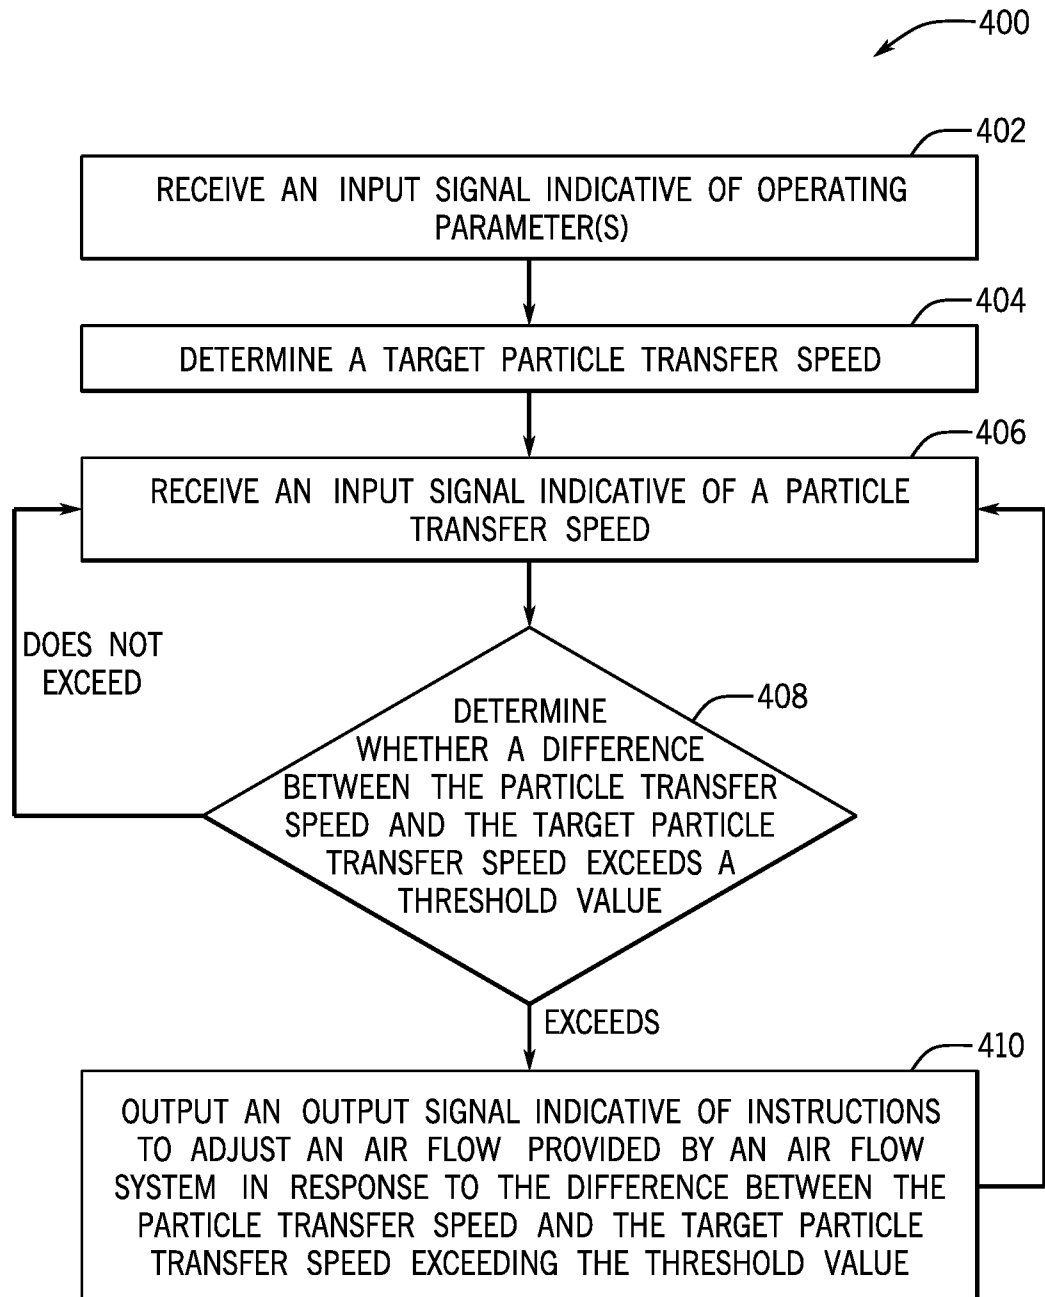 400
402
RECEIVE AN INPUT SIGNAL INDICATIVE OF OPERATING
PARAMETER(S)
404
DETERMINE A TARGET PARTICLE TRANSFER SPEED
406
RECEIVE AN INPUT SIGNAL INDICATIVE OF A PARTICLE
TRANSFER SPEED
DOES NOT
EXCEED
408
DETERMINE
WHETHER A DIFFERENCE
BETWEEN THE PARTICLE TRANSFER
SPEED AND THE TARGET PARTICLE
TRANSFER SPEED EXCEEDS A
THRESHOLD VALUE
EXCEEDS
410
OUTPUT AN OUTPUT SIGNAL INDICATIVE OF INSTRUCTIONS
TO ADJUST AN AIR FLOW PROVIDED BY AN AIR FLOW
SYSTEM IN RESPONSE TO THE DIFFERENCE BETWEEN THE
PARTICLE TRANSFER SPEED AND THE TARGET PARTICLE
TRANSFER SPEED EXCEEDING THE THRESHOLD VALUE